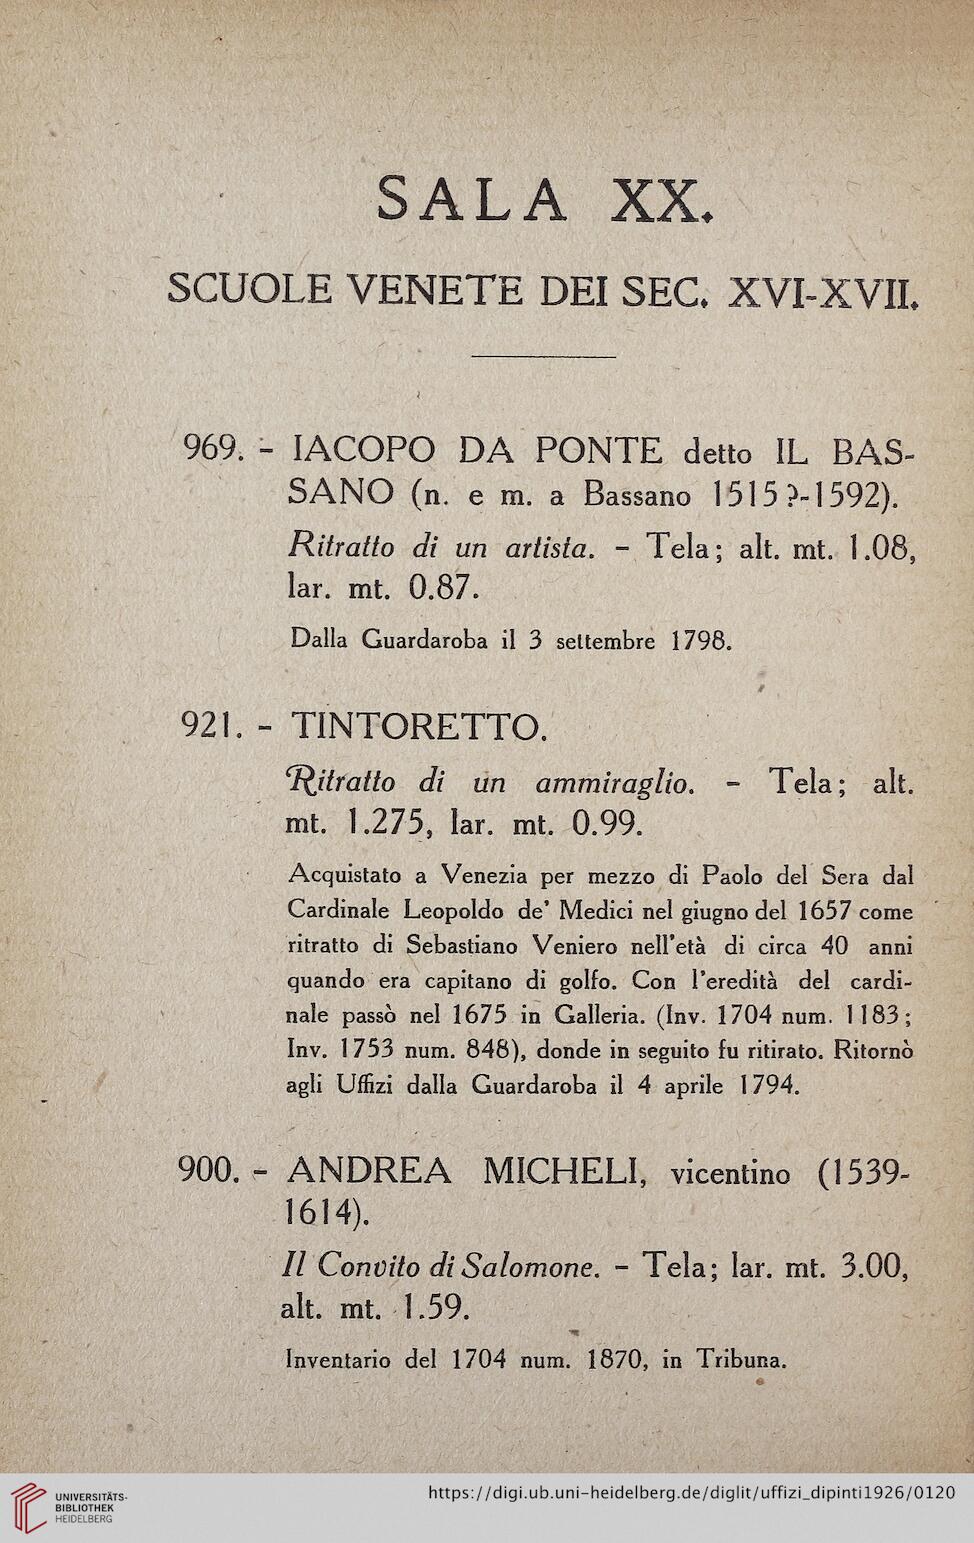 SALA XX.
SCUOLE VENETE DEI SEC. XVI-XVII.
969. - IACOPO DA PONTE detto IL BAS-
SANO (n. e m. a Bassano 1515?-1592).
Ritratto di un artista. - Tela; alt. mt. 1.08,
lar. mt. 0.87.
Dalla Guardaroba il 3 settembre 1798.
921. - TINTORETTO.
Ritratto di un ammiraglio. - Tela; alt.
mt. 1.275, lar. mt. 0.99.
Acquistato a Venezia per mezzo di Paolo del Sera dal
Cardinale Leopoldo de' Medici nel giugno del 1657 come
ritratto di Sebastiano Veniero nell'età di circa 40 anni
quando era capitano di golfo. Con l'eredità del cardi-
nale passò nel 1675 in Galleria. (Inv. 1704 num. 1183;
Inv. 1753 num. 848), donde in seguito fu ritirato. Ritornò
agli Uffizi dalla Guardaroba il 4 aprile 1794.
900. - ANDREA MICHELI, vicentino (1539-
1614).
Il Convito di Salomone. - Tela; lar. mt. 3.00,
alt. mt. 1.59.
Inventario del 1704 num. 1870, in Tribuna.
UNIVERSITÄTS-
BIBLIOTHEK
HEIDELBERG
https://digi.ub.uni-heidelberg.de/diglit/uffizi_dipinti1926/0120